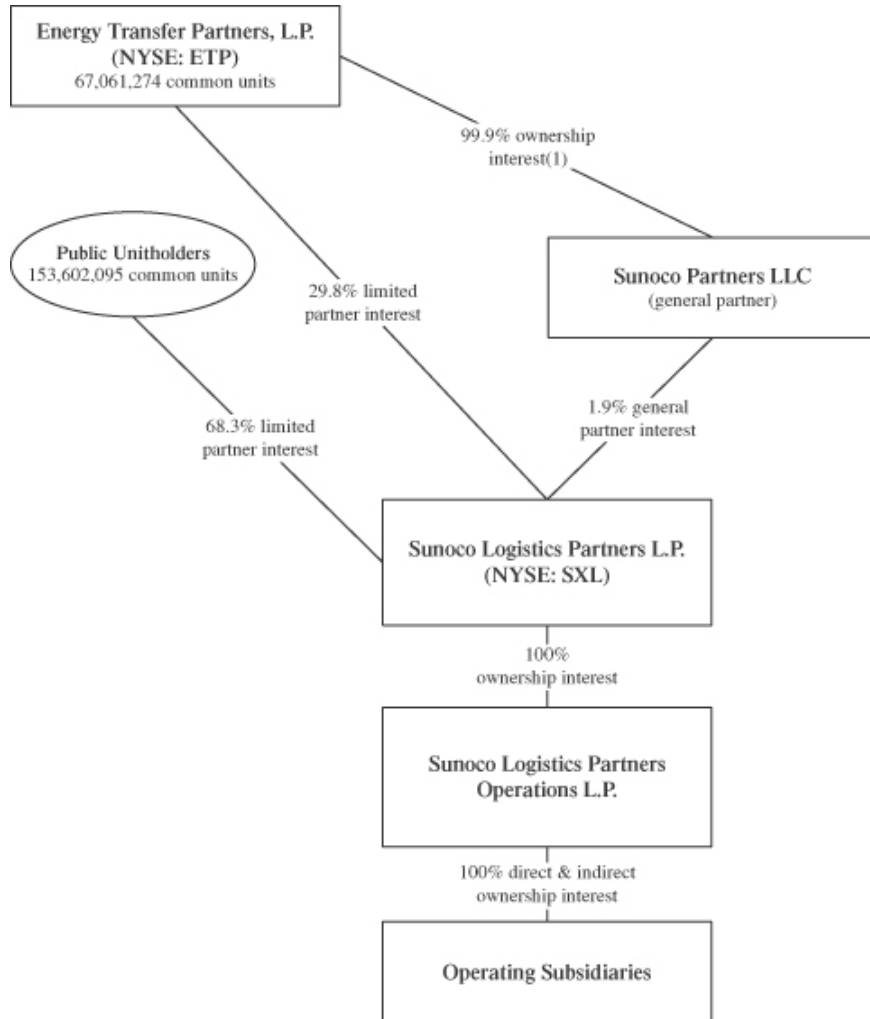 Energy Transfer Partners, L.P.
(NYSE: ETP)
67,061,274 common units
99.9% ownership
interest(1)
Public Unitholders
153,602,095 common units
Sunoco Partners LLC
(general partner)
29.8% limited
partner interest
68.3% limited
partner interest
1.9% general
partner interest
Sunoco Logistics Partners L.P.
(NYSE: SXL)
100%
ownership interest
Sunoco Logistics Partners
Operations L.P.
100% direct & indirect
ownership interest
Operating Subsidiaries